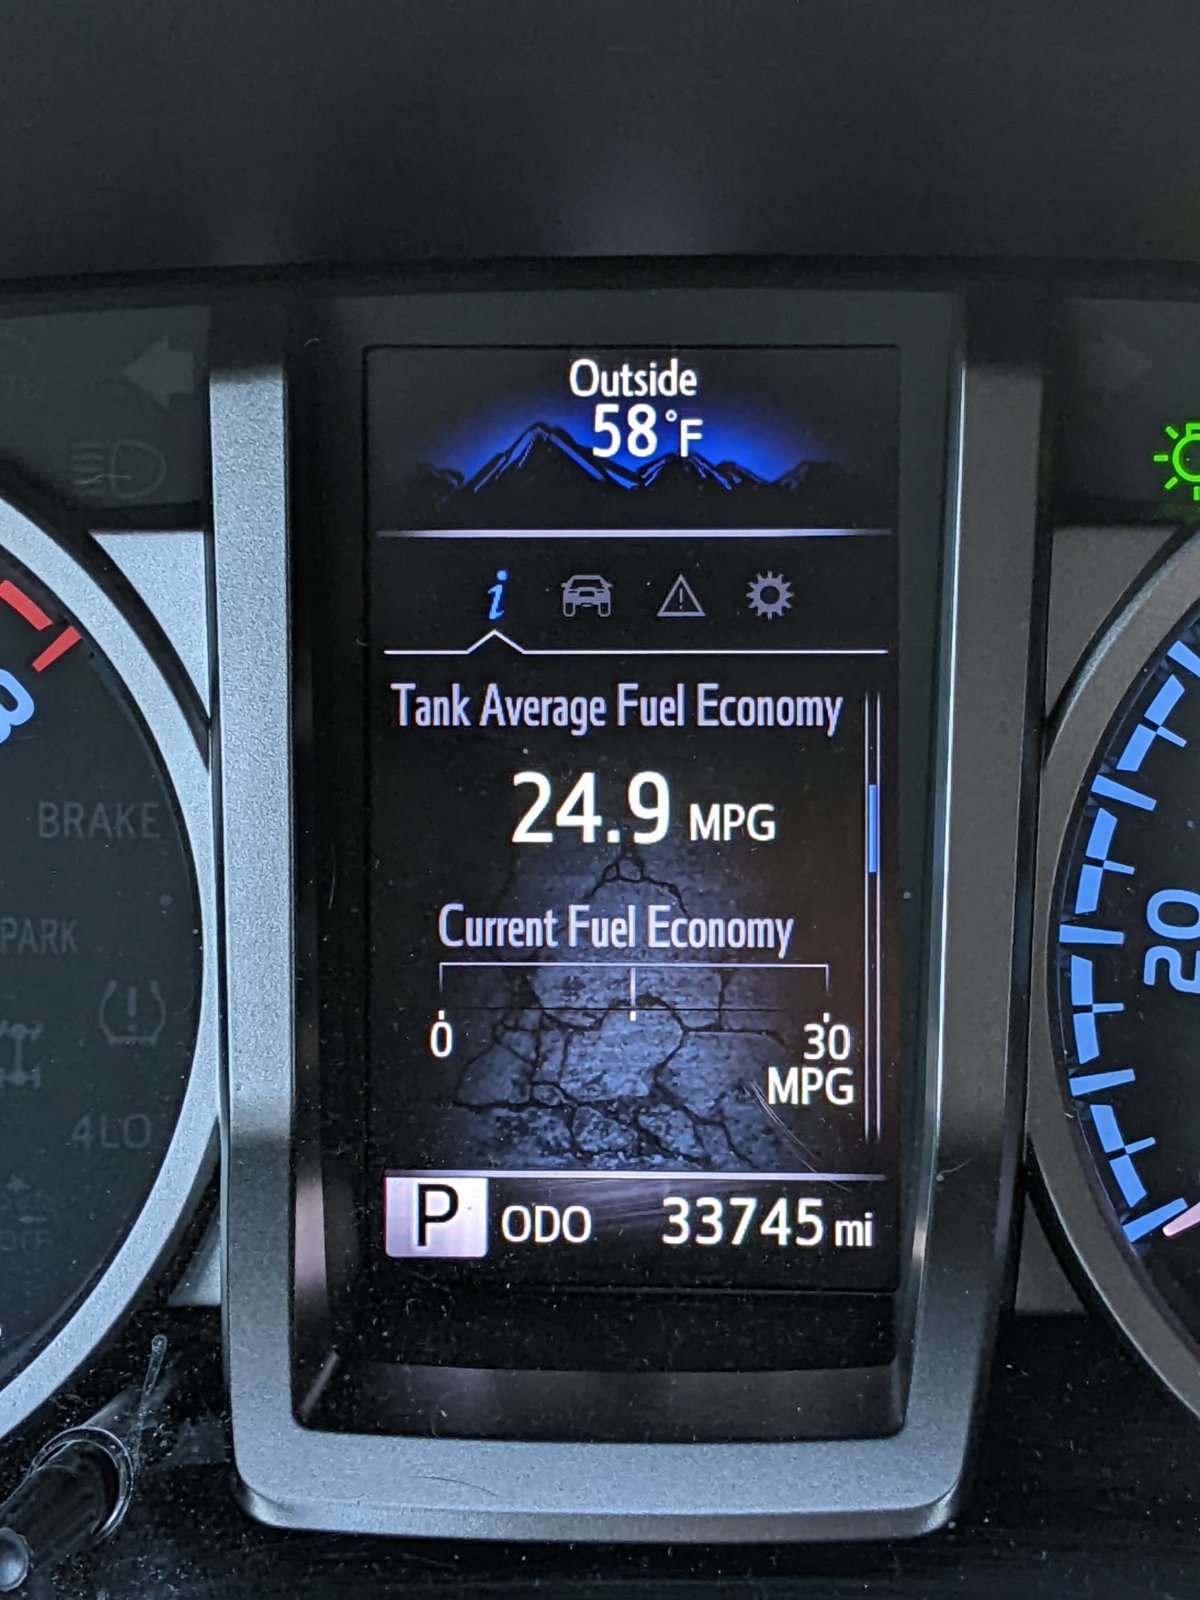 Outside
58°F
i
Tank Average Fuel Economy
24.9 MPG
Current Fuel Economy
0 30
MPG
P ODO 33745 mi
BRAKE
PARK
4LO
OFF
20